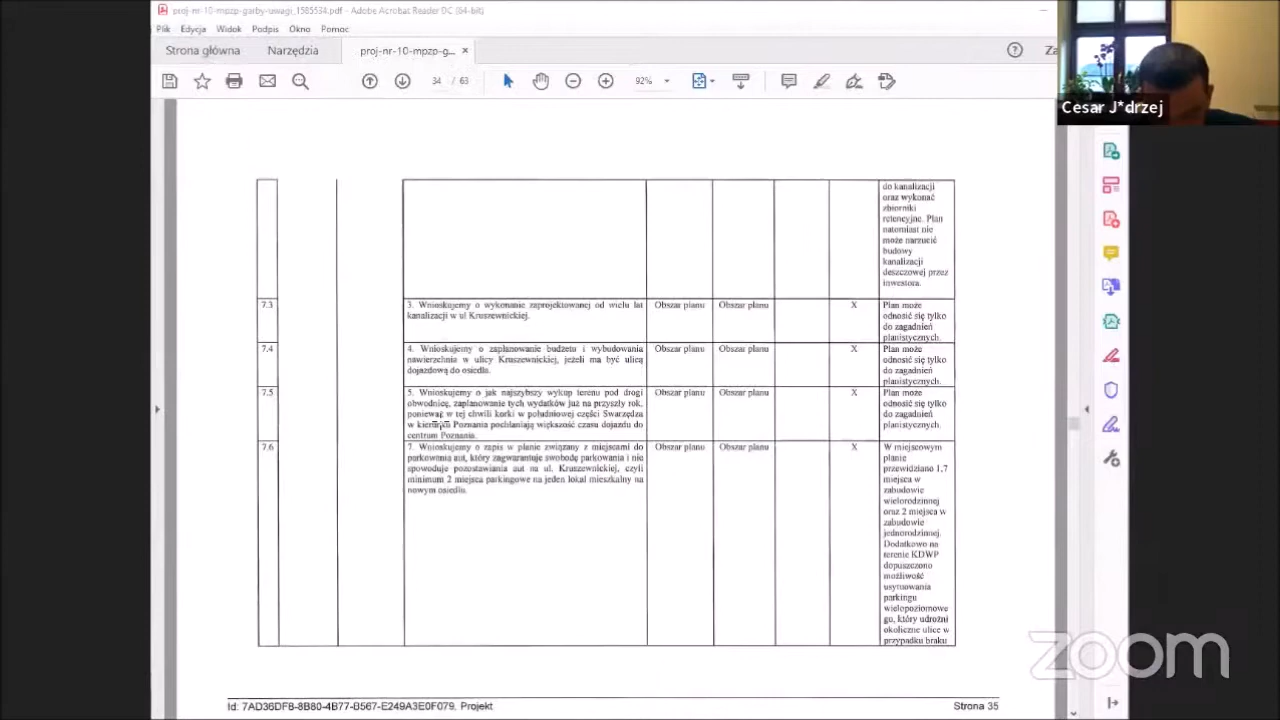 proj-nr-10-mpzp-garby-uwagi_1585534.pdf - Adobe Acrobat Reader DC (64-bit)
Plik Edycja Widok Podpis Okno Pomoc
Strona główna Narzędzia proj-nr-10-mpzp-g... × Za
34 / 63 92%
Cesar J*drzej
do kanalizacji
oraz wykonać
zbiorniki
retencyjne. Plan
natomiast nie
może narzucić
budowy
kanalizacji
deszczowej przez
inwestora.
7.3
3. Wnioskujemy o wykonanie zaprojektowanej od wielu lat
kanalizacji w ul Kruszewnickiej.
Obszar planu
Obszar planu
X
Plan może
odnosić się tylko
do zagadnień
planistycznych.
7.4
4. Wnioskujemy o zaplanowanie budżetu i wybudowania
nawierzchnia w ulicy Kruszewnickiej, jeżeli ma być ulicą
dojazdową do osiedla.
Obszar planu
Obszar planu
X
Plan może
odnosić się tylko
do zagadnień
planistycznych.
7.5
5. Wnioskujemy o jak najszybszy wykup terenu pod drogi
obwodnicę, zaplanowanie tych wydatków już na przyszły rok,
ponieważ w tej chwili korki w południowej części Swarzędza
w kierunku Poznania pochłaniają większość czasu dojazdu do
centrum Poznania.
Obszar planu
Obszar planu
X
Plan może
odnosić się tylko
do zagadnień
planistycznych.
7.6
7. Wnioskujemy o zapis w planie związany z miejscami do
parkowania aut, który zagwarantuje swobodę parkowania i nie
spowoduje pozostawiania aut na ul. Kruszewnickiej, czyli
minimum 2 miejsca parkingowe na jeden lokal mieszkalny na
nowym osiedlu.
Obszar planu
Obszar planu
X
W miejscowym
planie
przewidziano 1,7
miejsca w
zabudowie
wielorodzinnej
oraz 2 miejsca w
zabudowie
jednorodzinnej.
Dodatkowo na
terenie KDWP
dopuszczono
możliwość
usytuowania
parkingu
wielopoziomowe
go, który udrożni
okoliczne ulice w
przypadku braku
zoom
Id: 7AD36DF8-8B80-4B77-B567-E249A3E0F079. Projekt
Strona 35